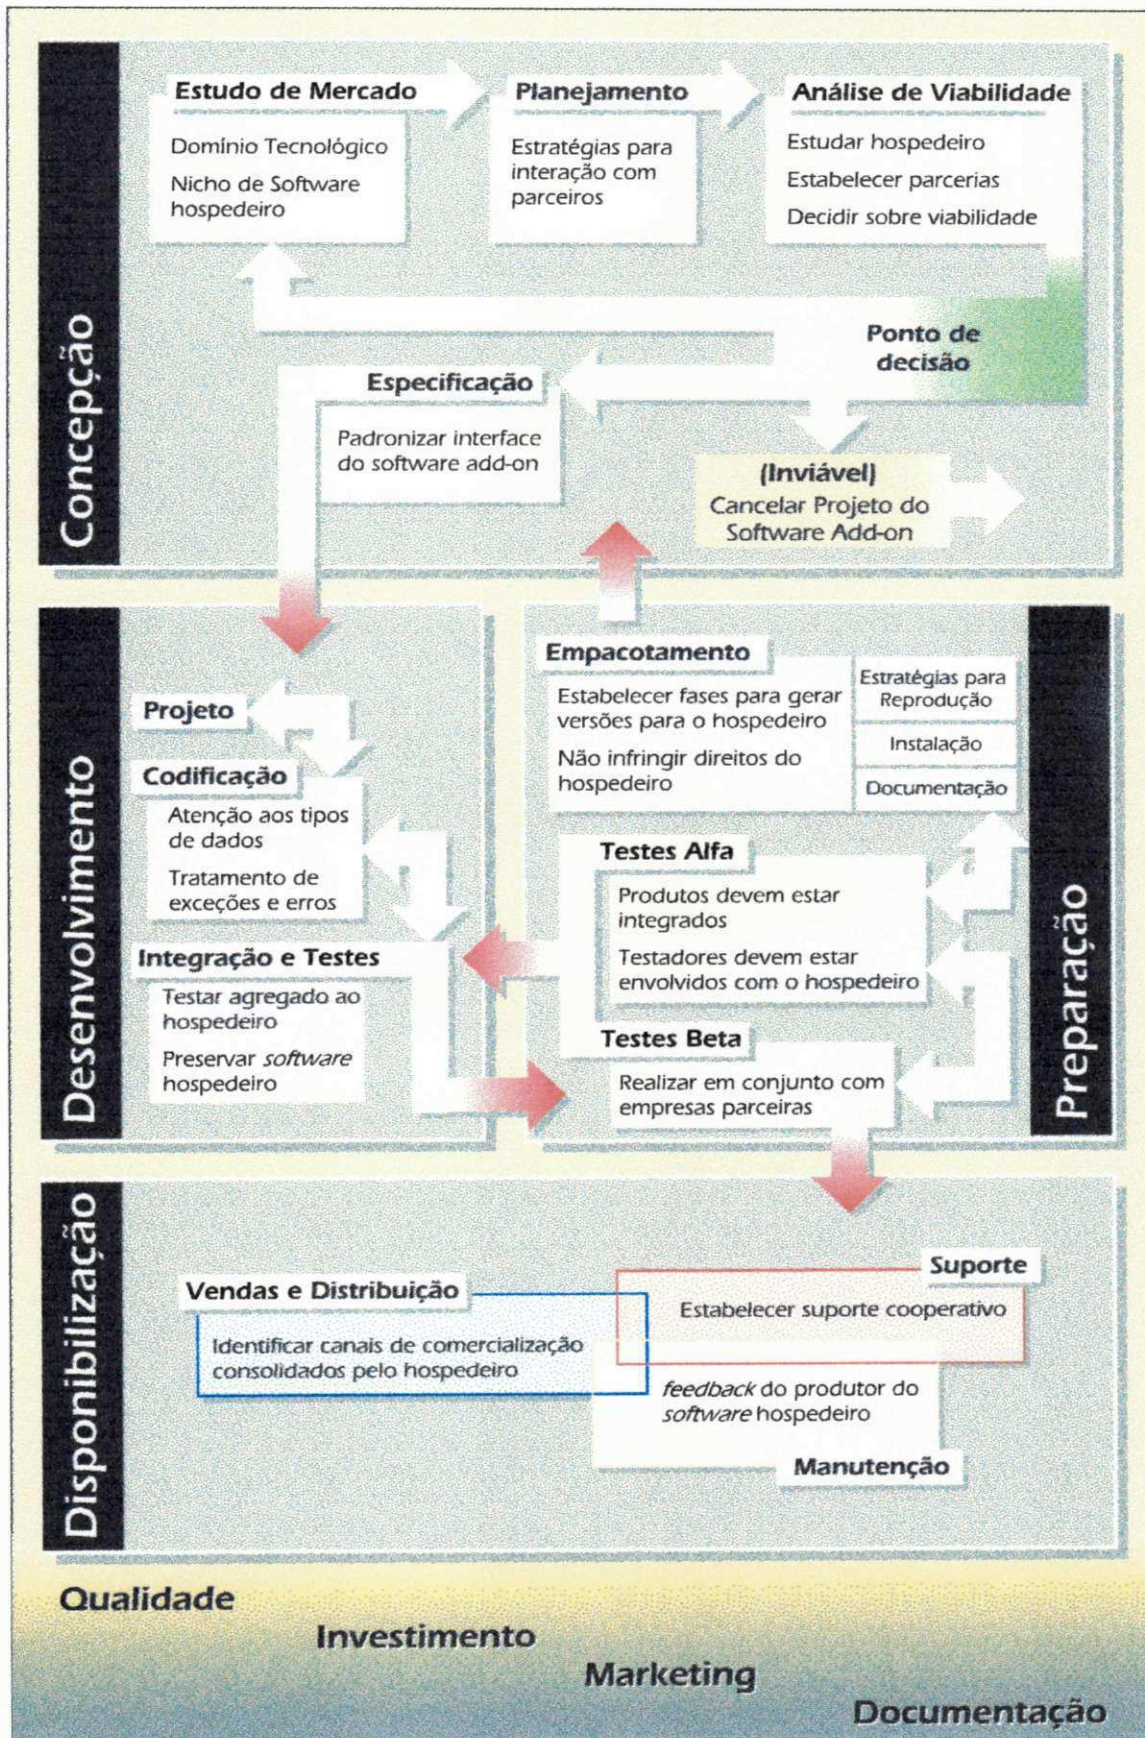 Concepção
Estudo de Mercado
Domínio Tecnológico
Nicho de Software
hospedeiro
Planejamento
Estratégias para
interação com
parceiros
Análise de Viabilidade
Estudar hospedeiro
Estabelecer parcerias
Decidir sobre viabilidade
Ponto de
decisão
Especificação
Padronizar interface
do software add-on
(Inviável)
Cancelar Projeto do
Software Add-on
Desenvolvimento
Projeto
Codificação
Atenção aos tipos
de dados
Tratamento de
exceções e erros
Integração e Testes
Testar agregado ao
hospedeiro
Preservar software
hospedeiro
Preparação
Empacotamento
Estabelecer fases para gerar
versões para o hospedeiro
Não infringir direitos do
hospedeiro
Estratégias para
Reprodução
Instalação
Documentação
Testes Alfa
Produtos devem estar
integrados
Testadores devem estar
envolvidos com o hospedeiro
Testes Beta
Realizar em conjunto com
empresas parceiras
Disponibilização
Vendas e Distribuição
Identificar canais de comercialização
consolidados pelo hospedeiro
Suporte
Estabelecer suporte cooperativo
feedback do produtor do
software hospedeiro
Manutenção
Qualidade
Investimento
Marketing
Documentação